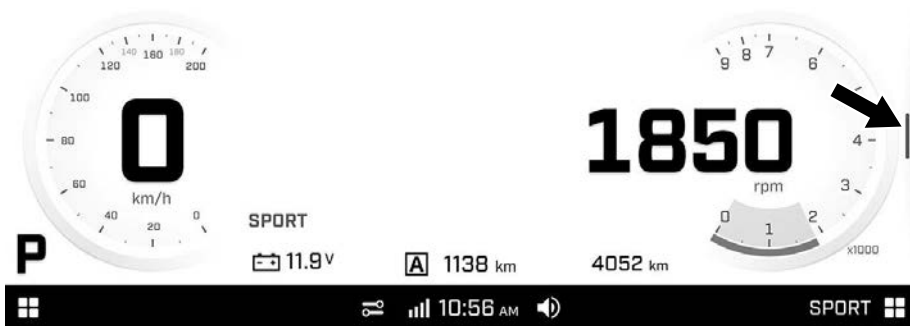 140 160 180
120 200
100
80
60
40 20 0
0
km/h
P
SPORT
11.9 V
A 1138 km
4052 km
9 8 7 6
4
3
0 1 2
x1000
1850
rpm
10:56 AM
SPORT